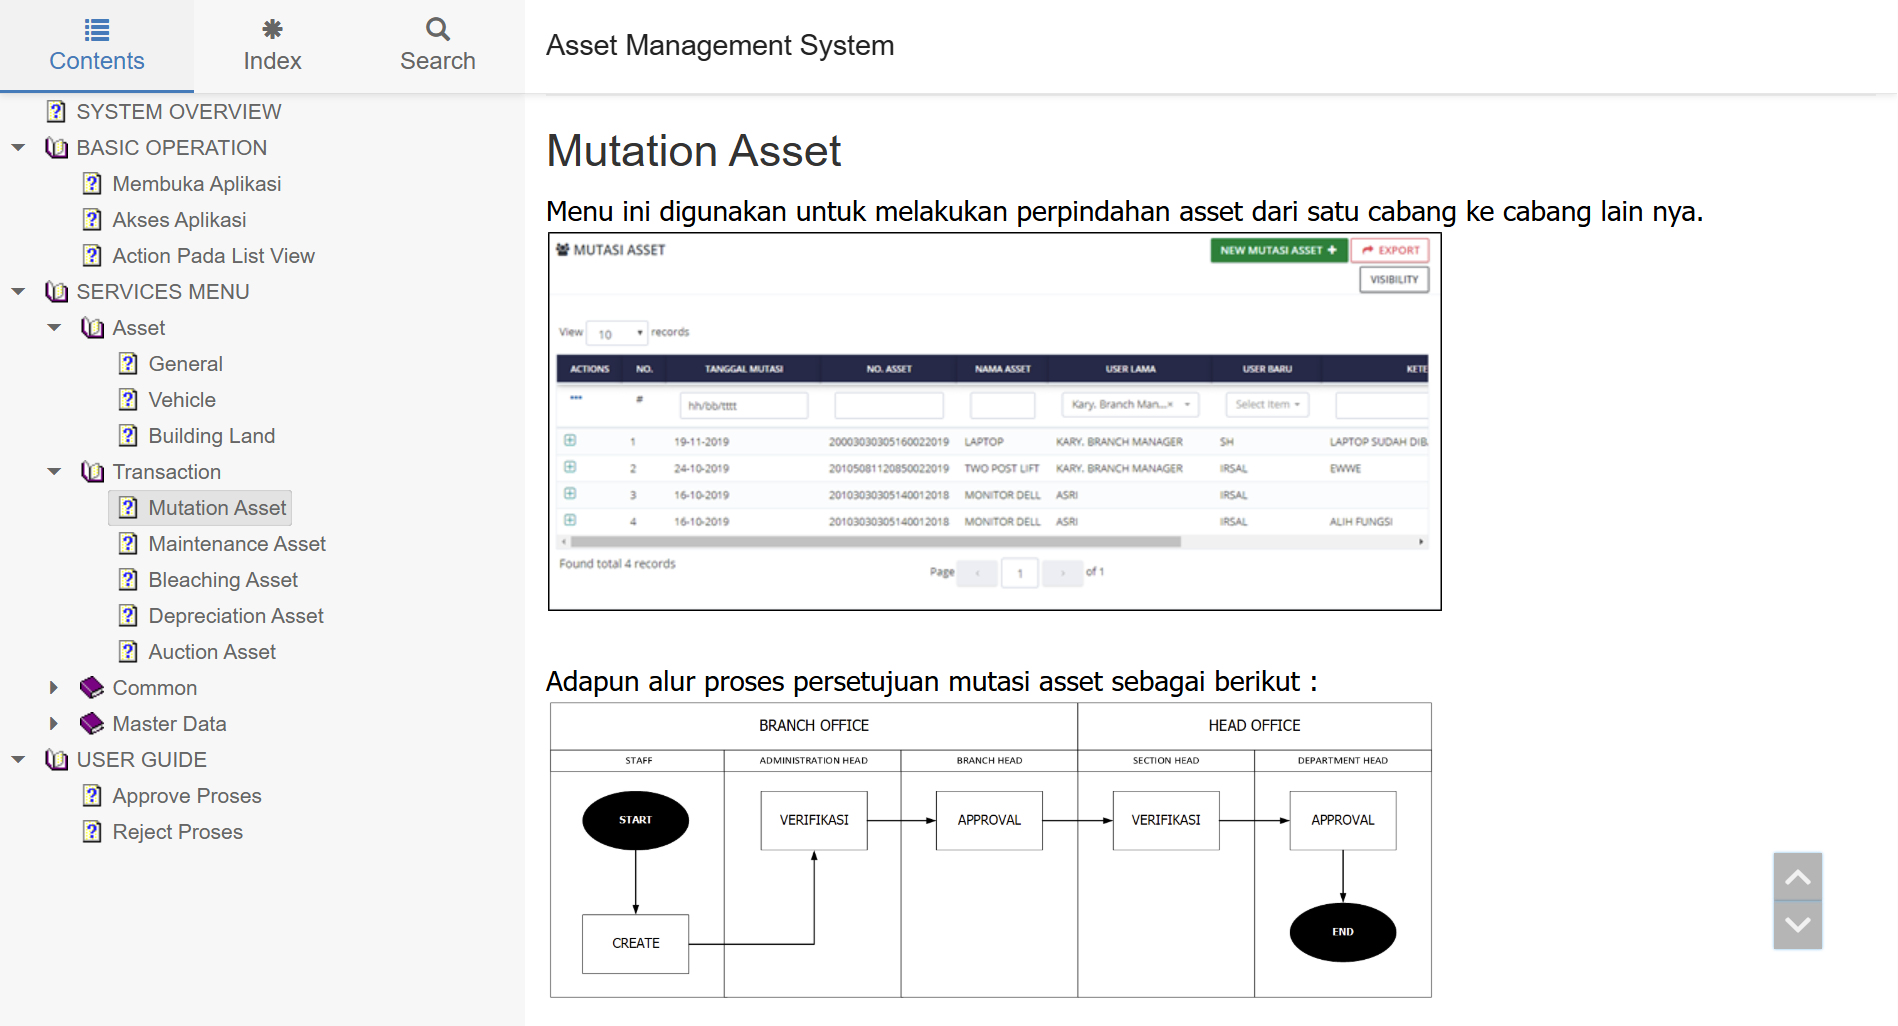 Contents
Index
Search
Asset Management System
SYSTEM OVERVIEW
BASIC OPERATION
Membuka Aplikasi
Akses Aplikasi
Action Pada List View
SERVICES MENU
Asset
General
Vehicle
Building Land
Transaction
Mutation Asset
Maintenance Asset
Bleaching Asset
Depreciation Asset
Auction Asset
Common
Master Data
USER GUIDE
Approve Proses
Reject Proses
Mutation Asset
Menu ini digunakan untuk melakukan perpindahan asset dari satu cabang ke cabang lain nya.
MUTASI ASSET
NEW MUTASI ASSET +
EXPORT
VISIBILITY
View 10 records
ACTIONS NO. TANGGAL MUTASI NO. ASSET NAMA ASSET USER LAMA USER BARU KETE
... # hh/bb/tttt Kary. Branch Man...× Select Item
1 19-11-2019 20003030305160022019 LAPTOP KARY. BRANCH MANAGER SH LAPTOP SUDAH DIB
2 24-10-2019 20105081120850022019 TWO POST LIFT KARY. BRANCH MANAGER IRSAL EWWE
3 16-10-2019 20103030305140012018 MONITOR DELL ASRI IRSAL
4 16-10-2019 20103030305140012018 MONITOR DELL ASRI IRSAL ALIH FUNGSI
Found total 4 records
Page ‹ 1 › of 1
Adapun alur proses persetujuan mutasi asset sebagai berikut :
BRANCH OFFICE HEAD OFFICE
STAFF ADMINISTRATION HEAD BRANCH HEAD SECTION HEAD DEPARTMENT HEAD
START VERIFIKASI APPROVAL VERIFIKASI APPROVAL
CREATE END